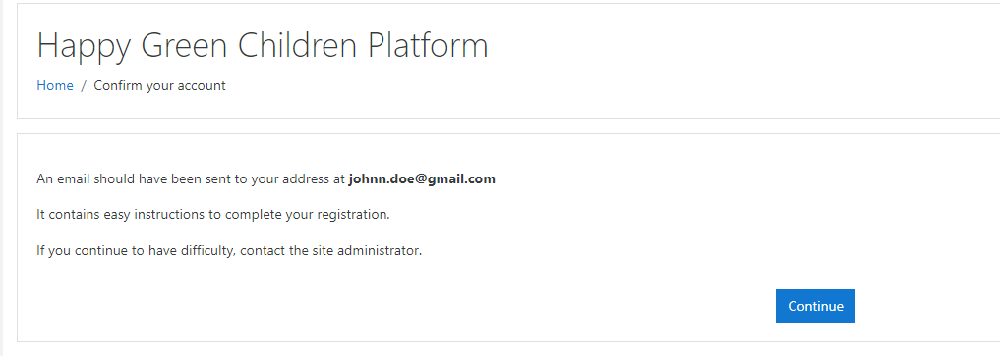 Happy Green Children Platform
Home / Confirm your account
An email should have been sent to your address at johnn.doe@gmail.com
It contains easy instructions to complete your registration.
If you continue to have difficulty, contact the site administrator.
Continue